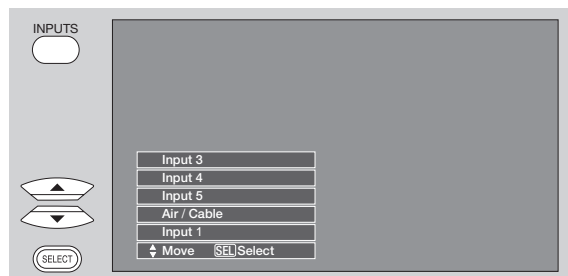 INPUTS
Input 3
Input 4
Input 5
Air / Cable
Input 1
Move SEL Select
SELECT